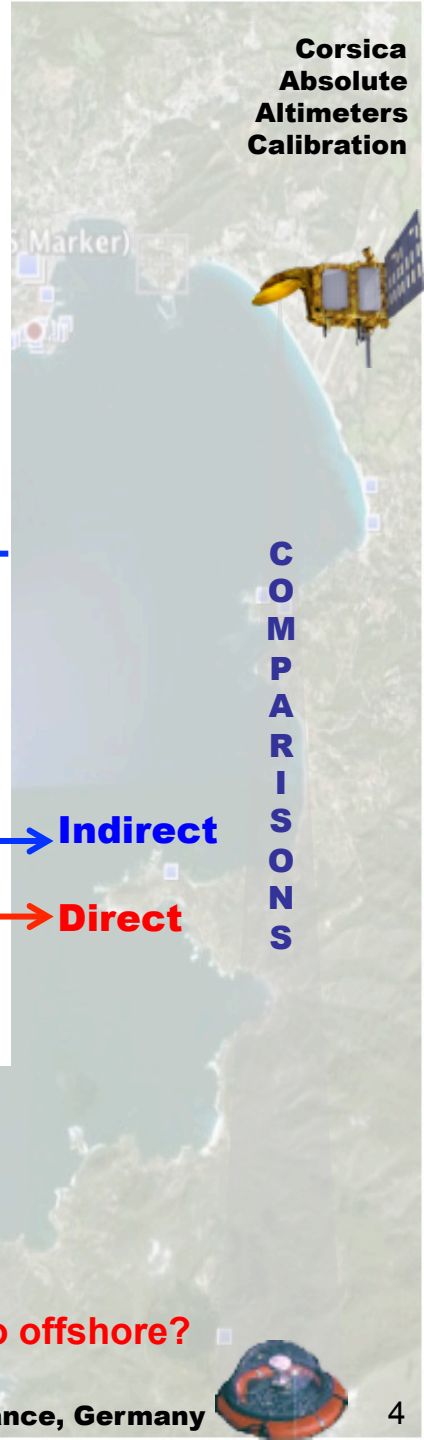 Corsica
Absolute
Altimeters
Calibration
S Marker)
C
O
M
P
A
R
I
S
O
N
S
Indirect
Direct
o offshore?
ance, Germany
4